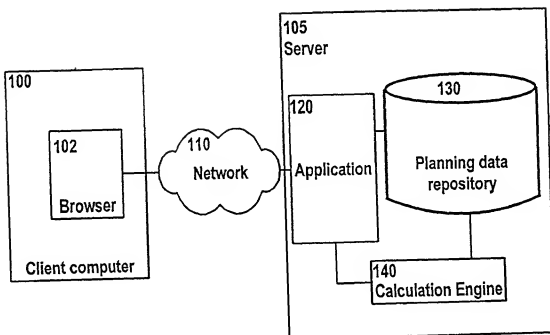 100
102
Browser
Client computer
110
Network
105
Server
120
Application
130
Planning data
repository
140
Calculation Engine